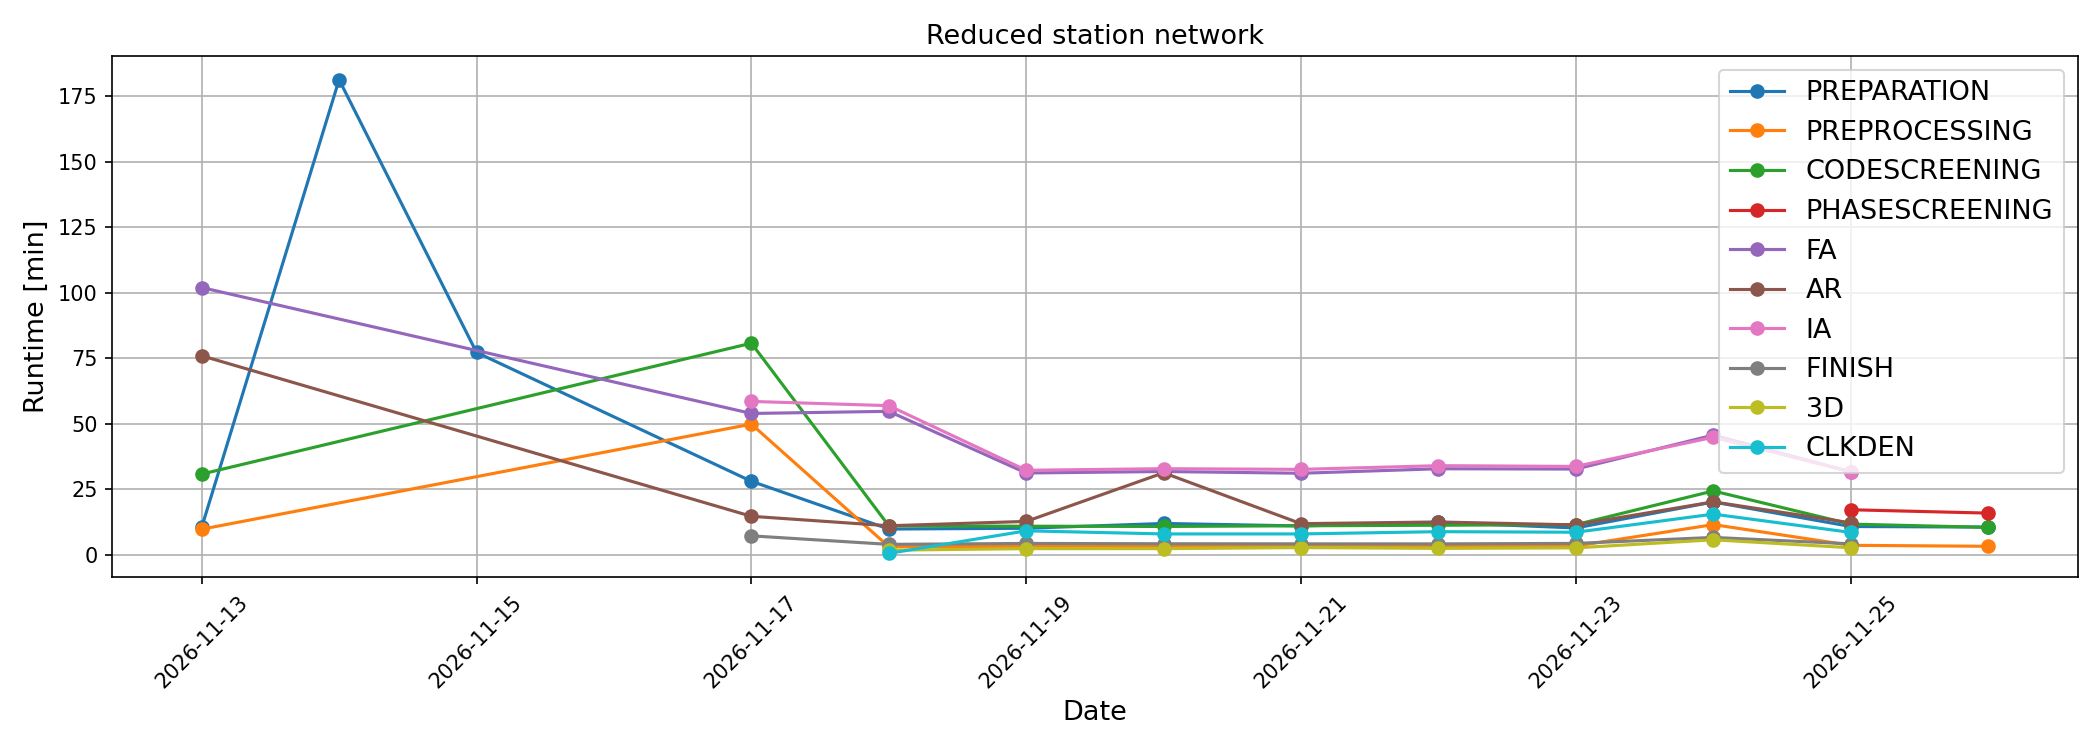 Reduced station network
Runtime [min]
175
150
125
100
75
50
25
0
PREPARATION
PREPROCESSING
CODESCREENING
PHASESCREENING
FA
AR
IA
FINISH
3D
CLKDEN
2026-11-13
2026-11-15
2026-11-17
2026-11-19
2026-11-21
2026-11-23
2026-11-25
Date